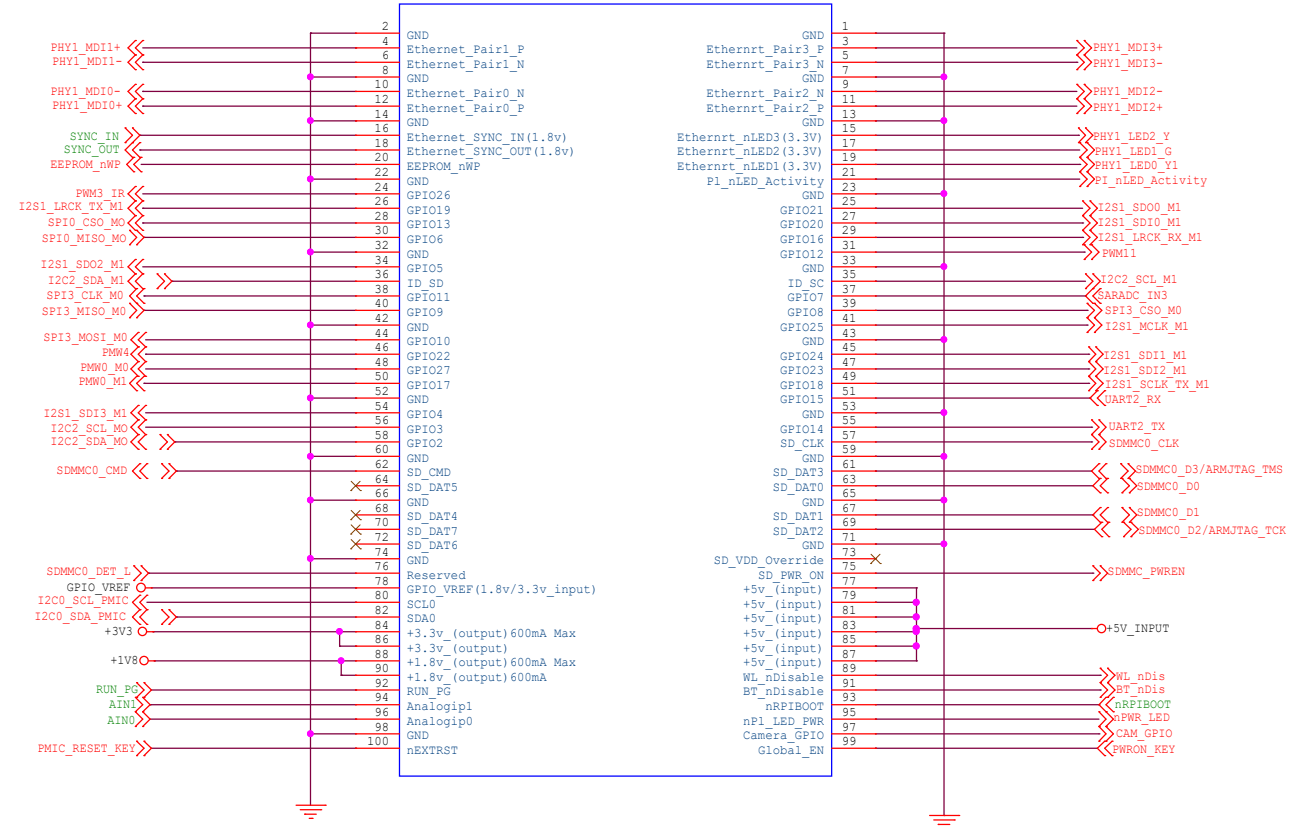 2 GND GND 1
PHY1_MDI1+ 4 Ethernet_Pair1_P Ethernrt_Pair3_P 3 PHY1_MDI3+
PHY1_MDI1- 6 Ethernet_Pair1_N Ethernrt_Pair3_N 5 PHY1_MDI3-
8 GND GND 7
PHY1_MDI0- 10 Ethernet_Pair0_N Ethernrt_Pair2_N 9 PHY1_MDI2-
PHY1_MDI0+ 12 Ethernet_Pair0_P Ethernrt_Pair2_P 11 PHY1_MDI2+
14 GND GND 13
SYNC_IN 16 Ethernet_SYNC_IN(1.8v) Ethernrt_nLED3(3.3V) 15 PHY1_LED2_Y
SYNC_OUT 18 Ethernet_SYNC_OUT(1.8v) Ethernrt_nLED2(3.3V) 17 PHY1_LED1_G
EEPROM_nWP 20 EEPROM_nWP Ethernrt_nLED1(3.3V) 19 PHY1_LED0_Y1
22 GND Pl_nLED_Activity 21 PI_nLED_Activity
PWM3_IR 24 GPIO26 GND 23
I2S1_LRCK_TX_M1 26 GPIO19 GPIO21 25 I2S1_SDO0_M1
SPI0_CSO_MO 28 GPIO13 GPIO20 27 I2S1_SDI0_M1
SPI0_MISO_MO 30 GPIO6 GPIO16 29 I2S1_LRCK_RX_M1
32 GND GPIO12 31 PWM11
I2S1_SDO2_M1 34 GPIO5 GND 33
I2C2_SDA_M1 36 ID_SD ID_SC 35 I2C2_SCL_M1
SPI3_CLK_M0 38 GPIO11 GPIO7 37 SARADC_IN3
SPI3_MISO_M0 40 GPIO9 GPIO8 39 SPI3_CSO_M0
42 GND GPIO25 41 I2S1_MCLK_M1
SPI3_MOSI_M0 44 GPIO10 GND 43
PMW4 46 GPIO22 GPIO24 45 I2S1_SDI1_M1
PMW0_M0 48 GPIO27 GPIO23 47 I2S1_SDI2_M1
PMW0_M1 50 GPIO17 GPIO18 49 I2S1_SCLK_TX_M1
52 GND GPIO15 51 UART2_RX
I2S1_SDI3_M1 54 GPIO4 GND 53
I2C2_SCL_MO 56 GPIO3 GPIO14 55 UART2_TX
I2C2_SDA_MO 58 GPIO2 SD_CLK 57 SDMMC0_CLK
60 GND GND 59
SDMMC0_CMD 62 SD_CMD SD_DAT3 61 SDMMC0_D3/ARMJTAG_TMS
64 SD_DAT5 SD_DAT0 63 SDMMC0_D0
66 GND GND 65
68 SD_DAT4 SD_DAT1 67 SDMMC0_D1
70 SD_DAT7 SD_DAT2 69 SDMMC0_D2/ARMJTAG_TCK
72 SD_DAT6 GND 71
74 GND SD_VDD_Override 73
SDMMC0_DET_L 76 Reserved SD_PWR_ON 75 SDMMC_PWREN
GPIO_VREF 78 GPIO_VREF(1.8v/3.3v_input) +5v_(input) 77
I2C0_SCL_PMIC 80 SCL0 +5v_(input) 79
I2C0_SDA_PMIC 82 SDA0 +5v_(input) 81
+3V3 84 +3.3v_(output)600mA Max +5v_(input) 83 +5V_INPUT
86 +3.3v_(output) +5v_(input) 85
+1V8 88 +1.8v_(output)600mA Max +5v_(input) 87
90 +1.8v_(output)600mA WL_nDisable 89 WL_nDis
RUN_PG 92 RUN_PG BT_nDisable 91 BT_nDis
AIN1 94 Analogip1 nRPIBOOT 93 nRPIBOOT
AIN0 96 Analogip0 nPl_LED_PWR 95 nPWR_LED
98 GND Camera_GPIO 97 CAM_GPIO
PMIC_RESET_KEY 100 nEXTRST Global_EN 99 PWRON_KEY